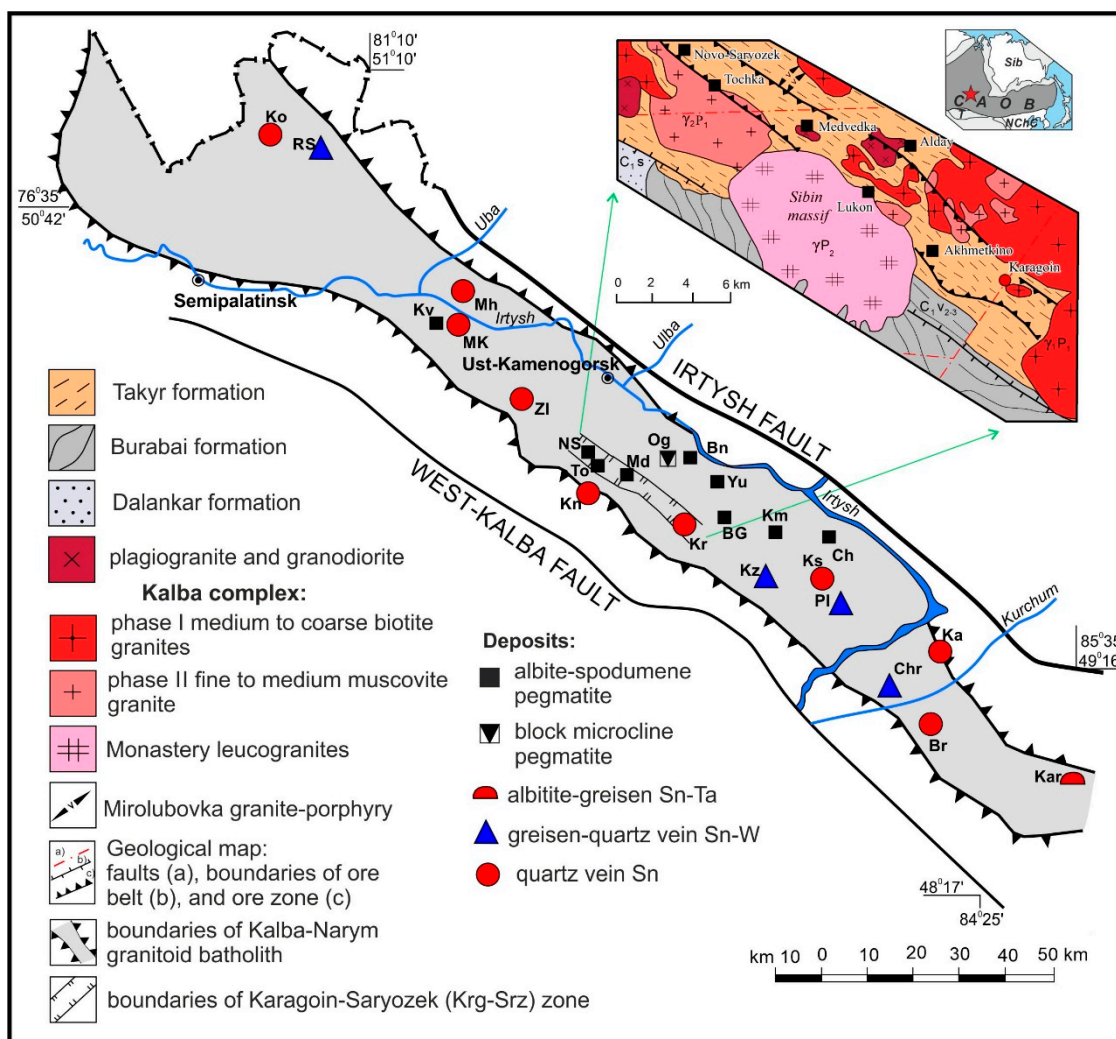 81°10'
51°10'
Ko
RS
76°35'
50°42'
Uba
Semipalatinsk
Mh
Kv
Irtysh
MK
Ulba
Ust-Kamenogorsk
IRTYSH FAULT
ZI
NS
Og
Bn
To
Md
Yu
Kn
Kr
BG
Km
Irtysh
Ch
Ks
Kz
PI
WEST-KALBA FAULT
Kurchum
Ka
85°35'
49°16'
Chr
Br
Kar
48°17'
84°25'
Novo-Saryozek
Tochka
γ₂P₁
Medvedka
Alday
C₁s
Sibin
massif
Lukon
γP₂
Akhmetkino
Karagoin
C₁v₂₋₃
γ₁P₁
0 2 4 6 km
Sib
C A O B
T
NChC
Takyr formation
Burabai formation
Dalankar formation
plagiogranite and granodiorite
Kalba complex:
phase I medium to coarse biotite
granites
phase II fine to medium muscovite
granite
Monastery leucogranites
v
Mirolubovka granite-porphyry
a)
b)
c)
Geological map:
faults (a), boundaries of ore
belt (b), and ore zone (c)
boundaries of Kalba-Narym
granitoid batholith
boundaries of Karagoin-Saryozek (Krg-Srz) zone
Deposits:
albite-spodumene
pegmatite
block microcline
pegmatite
albitite-greisen Sn-Ta
greisen-quartz vein Sn-W
quartz vein Sn
km 10 0 10 20 30 40 50 km